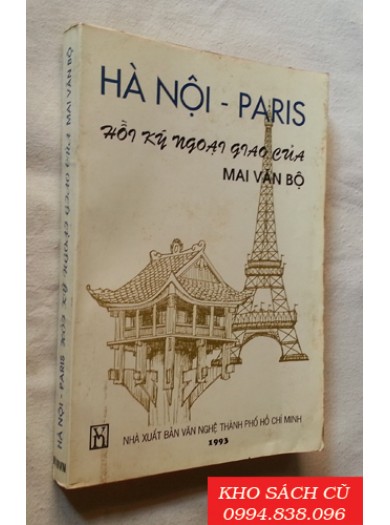 HÀ NỘI - PARIS
HỒI KÝ NGOẠI GIAO CỦA
MAI VĂN BỘ
NHÀ XUẤT BẢN VĂN NGHỆ THÀNH PHỐ HỒ CHÍ MINH
1993
HÀ NỘI - PARIS HỒI KÝ NGOẠI GIAO CỦA MAI VĂN BỘ
KHO SÁCH CŨ
0994.838.096